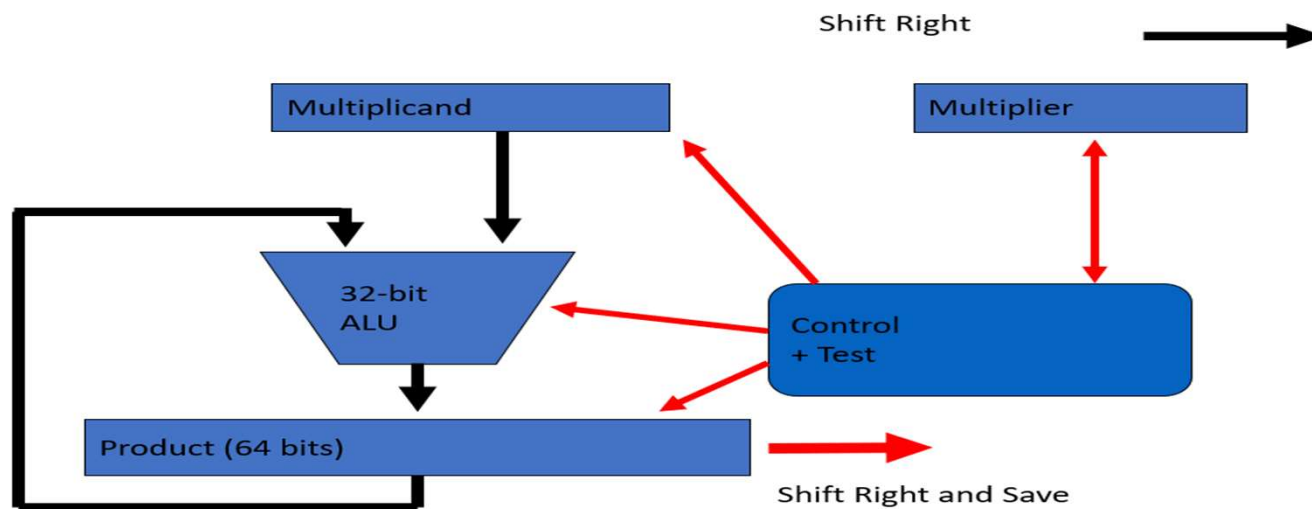 Shift Right
Multiplicand
Multiplier
32-bit
ALU
Control
+ Test
Product (64 bits)
Shift Right and Save